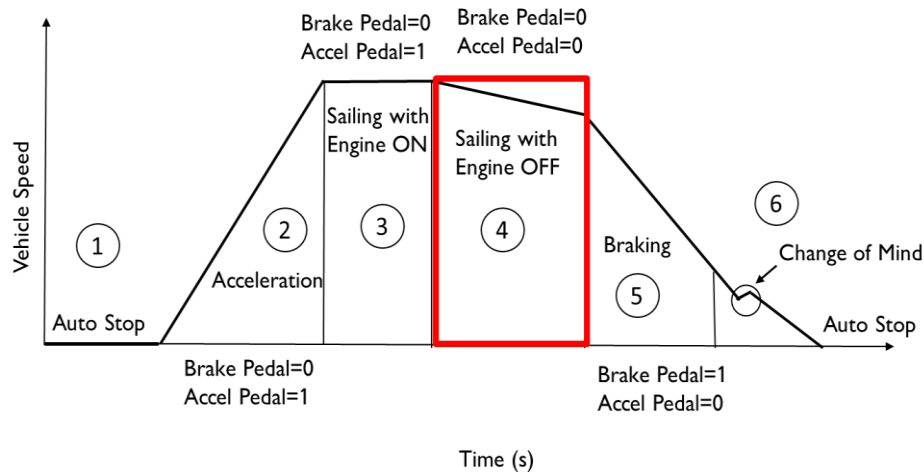 Brake Pedal=0
Accel Pedal=1
Brake Pedal=0
Accel Pedal=0
Vehicle Speed
Sailing with
Engine ON
Sailing with
Engine OFF
1
2
3
4
5
6
Acceleration
Braking
Change of Mind
Auto Stop
Auto Stop
Brake Pedal=0
Accel Pedal=1
Brake Pedal=1
Accel Pedal=0
Time (s)